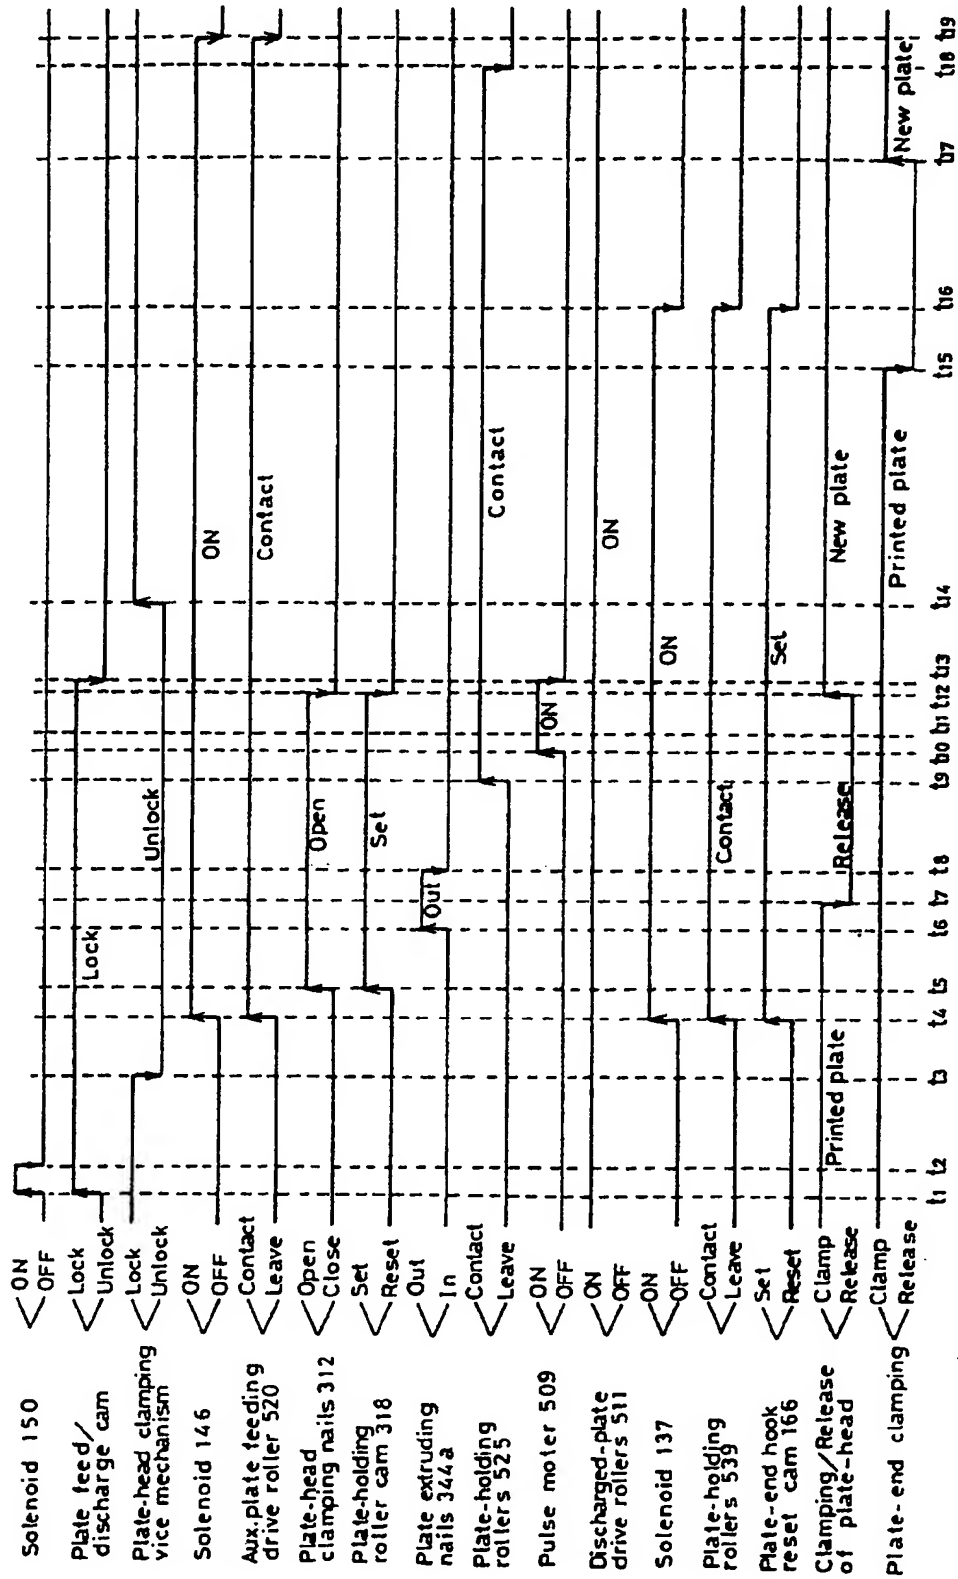 Solenoid 150
ON
OFF
Plate feed/
discharge cam
Lock
Unlock
Lock
Plate-head clamping
vice mechanism
Lock
Unlock
Unlock
Solenoid 146
ON
OFF
ON
Aux.plate feeding
drive roller 520
Contact
Leave
Contact
Plate-head
clamping nails 312
Open
Close
Open
Plate-holding
roller cam 318
Set
Reset
Set
Plate extruding
nails 344a
Out
In
Out
Plate-holding
rollers 525
Contact
Leave
Contact
Pulse moter 509
ON
OFF
ON
Discharged-plate
drive rollers 511
ON
OFF
ON
Solenoid 137
ON
OFF
ON
Plate-holding
rollers 539
Contact
Leave
Contact
Plate-end hook
reset cam 166
Set
Reset
Set
Clamping/Release
of plate-head
Clamp
Release
Printed plate
Release
New plate
Plate-end clamping
Clamp
Release
Printed plate
New plate
t1 t2 t3 t4 t5 t6 t7 t8 t9 t10 t11 t12 t13 t14 t15 t16 t17 t18 t19